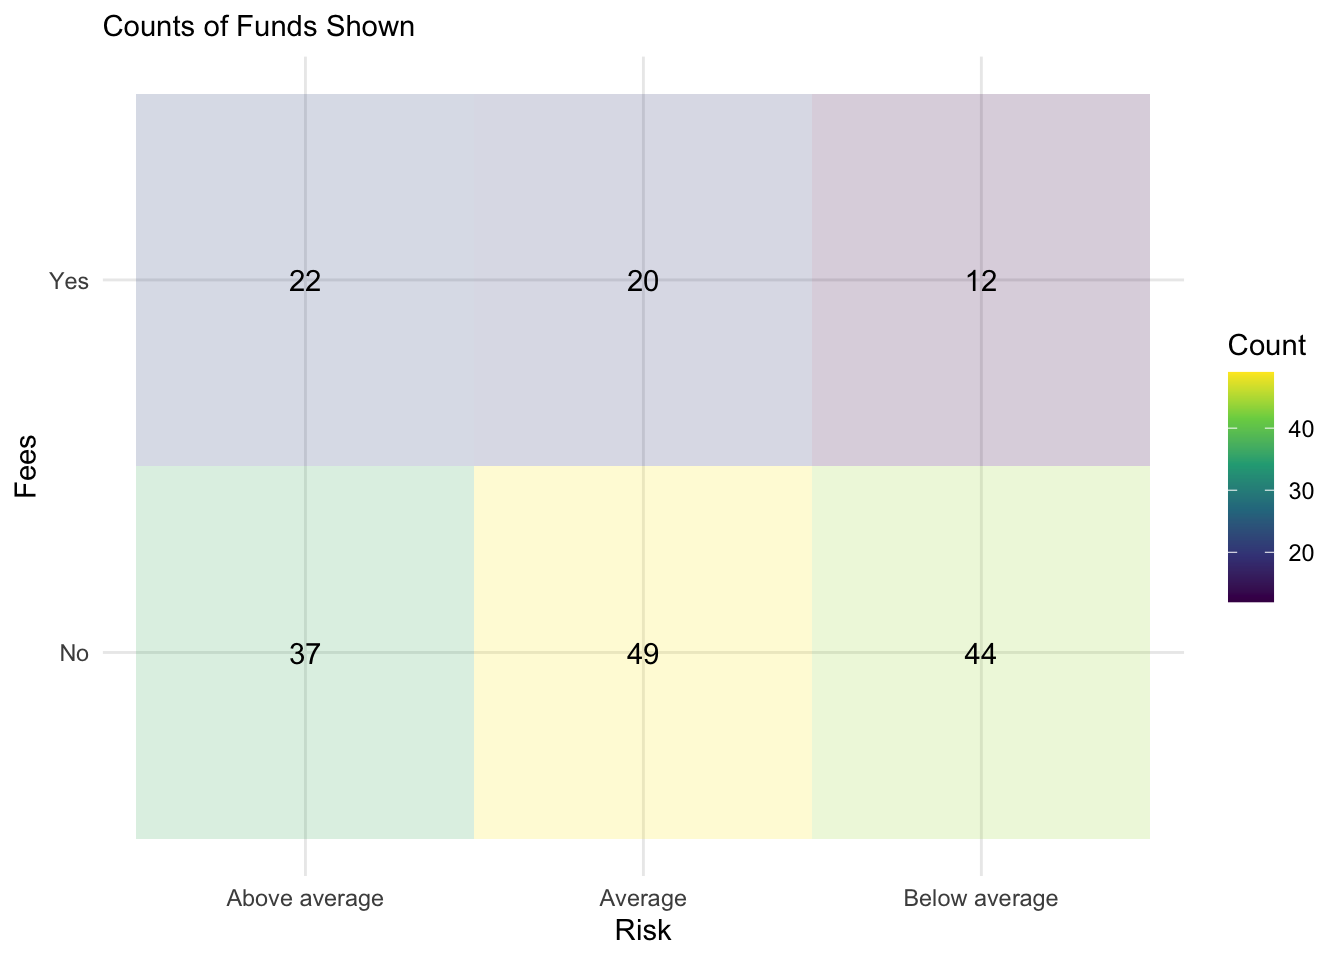 Counts of Funds Shown
Yes
22
20
12
Fees
No
37
49
44
Above average
Average
Below average
Risk
Count
40
30
20